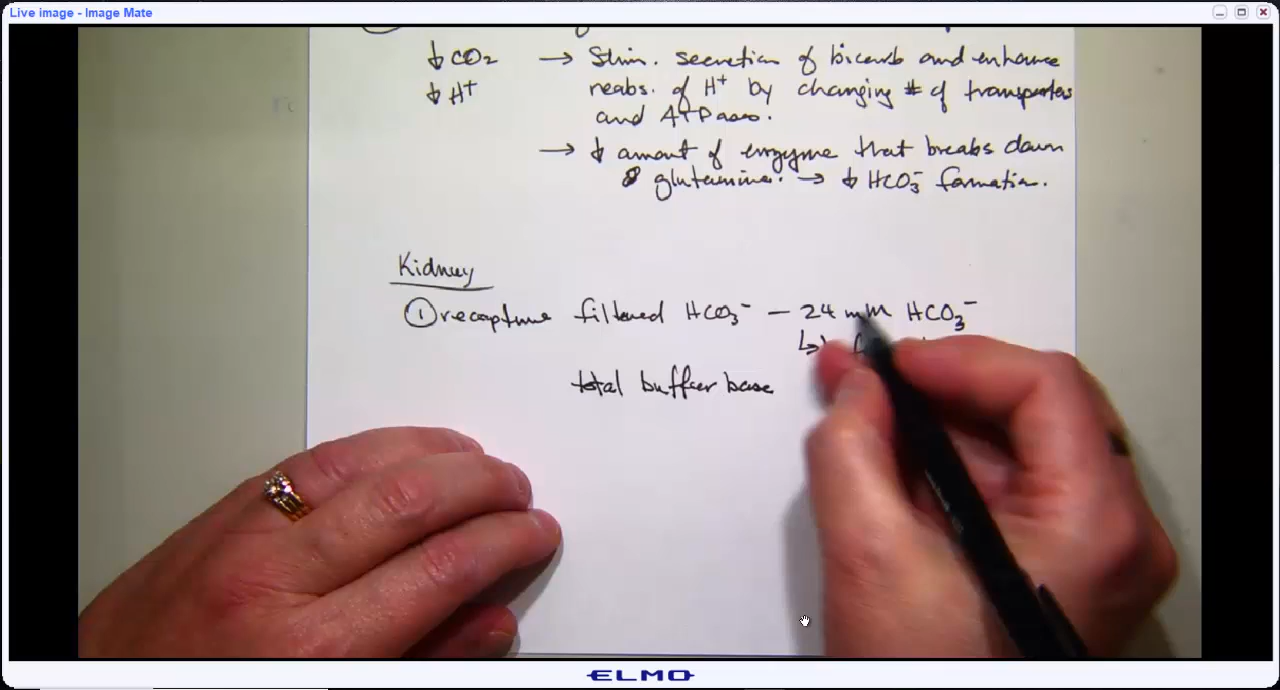 Live image - Image Mate
↓ CO2 → Stim. secretion of bicarb and enhance
↓ H+ reabs. of H+ by changing # of transporters
and ATPases.
→ ↓ amount of enzyme that breaks down
glutamine. → ↓ HCO3- formation.
Kidney
① recapture filtered HCO3- — 24 mM HCO3-
↳
total buffer base
ELMO